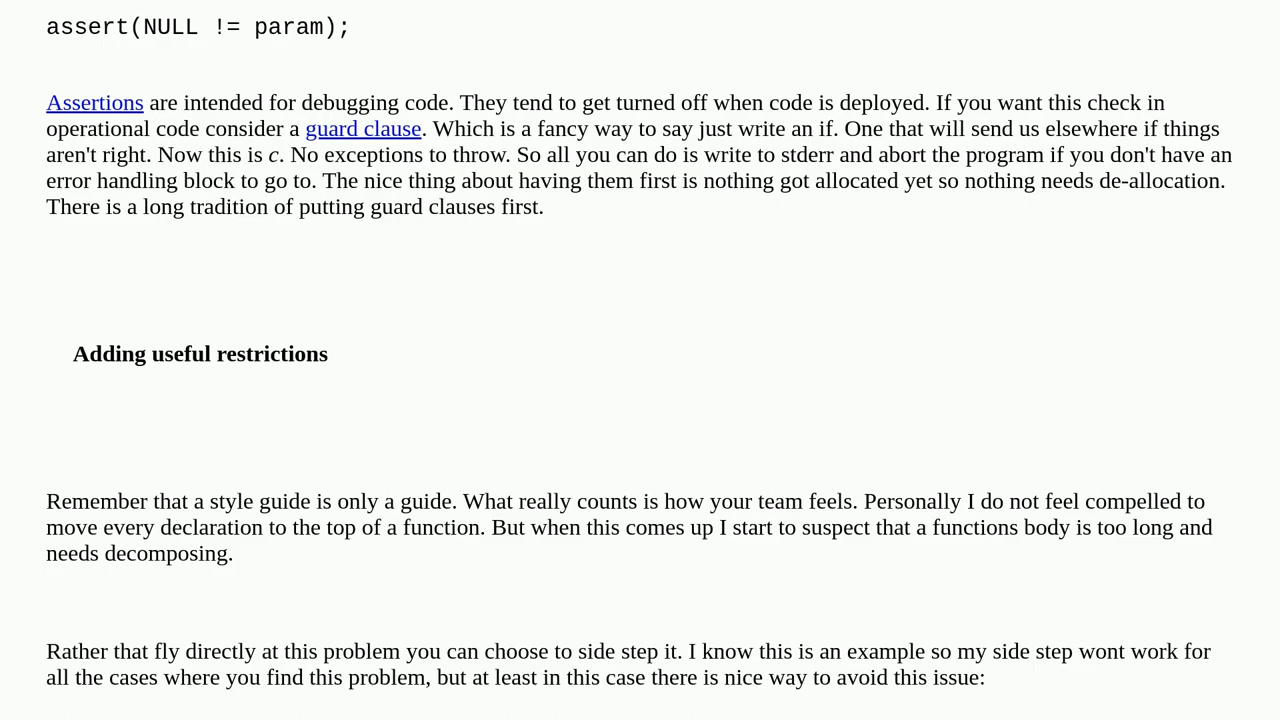 assert(NULL != param);
Assertions are intended for debugging code. They tend to get turned off when code is deployed. If you want this check in
operational code consider a guard clause. Which is a fancy way to say just write an if. One that will send us elsewhere if things
aren't right. Now this is c. No exceptions to throw. So all you can do is write to stderr and abort the program if you don't have an
error handling block to go to. The nice thing about having them first is nothing got allocated yet so nothing needs de-allocation.
There is a long tradition of putting guard clauses first.
Adding useful restrictions
Remember that a style guide is only a guide. What really counts is how your team feels. Personally I do not feel compelled to
move every declaration to the top of a function. But when this comes up I start to suspect that a functions body is too long and
needs decomposing.
Rather that fly directly at this problem you can choose to side step it. I know this is an example so my side step wont work for
all the cases where you find this problem, but at least in this case there is nice way to avoid this issue: